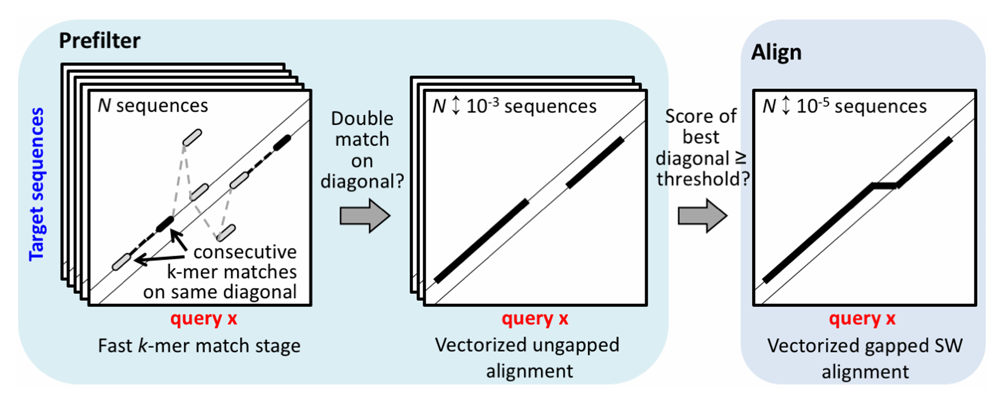 Prefilter
Target sequences
N sequences
consecutive
k-mer matches
on same diagonal
query x
Fast k-mer match stage
Double
match
on
diagonal?
N ↕ 10⁻³ sequences
query x
Vectorized ungapped
alignment
Score of
best
diagonal ≥
threshold?
Align
N ↕ 10⁻⁵ sequences
query x
Vectorized gapped SW
alignment